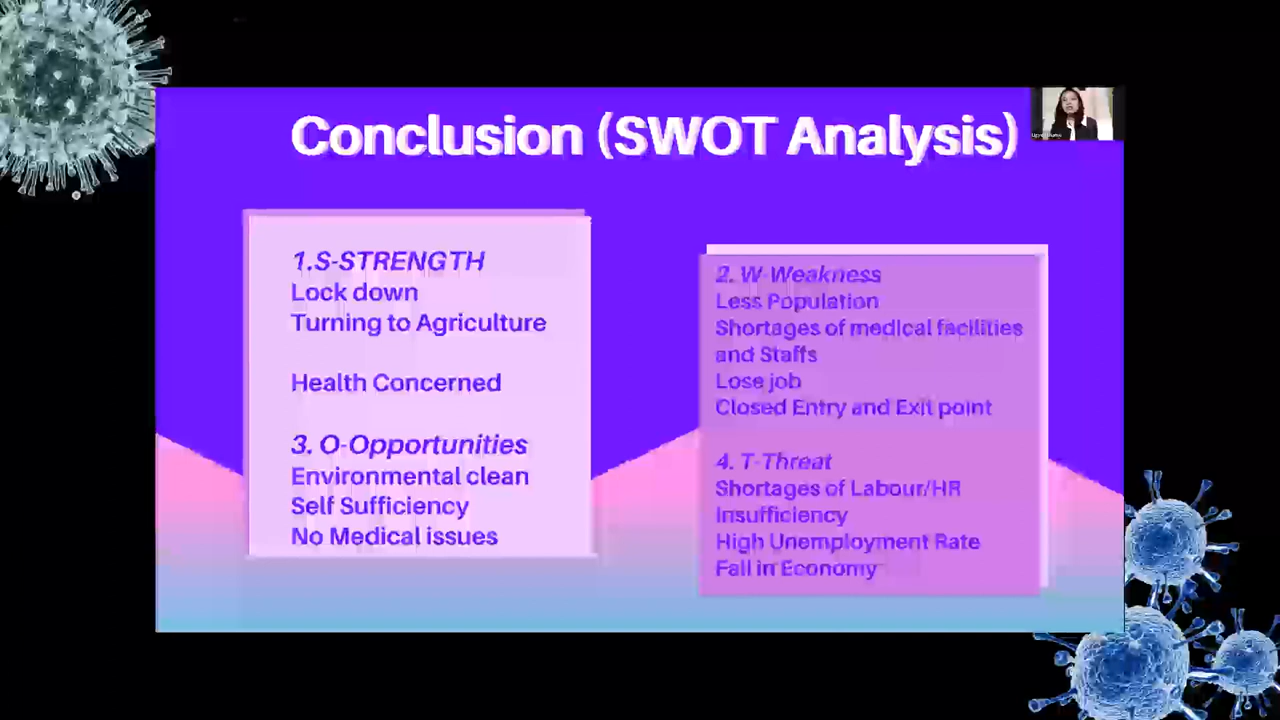 Conclusion (SWOT Analysis)
1.S-STRENGTH
Lock down
Turning to Agriculture
Health Concerned
3. O-Opportunities
Environmental clean
Self Sufficiency
No Medical issues
2. W-Weakness
Less Population
Shortages of medical facilities
and Staffs
Lose job
Closed Entry and Exit point
4. T-Threat
Shortages of Labour/HR
Insufficiency
High Unemployment Rate
Fall in Economy